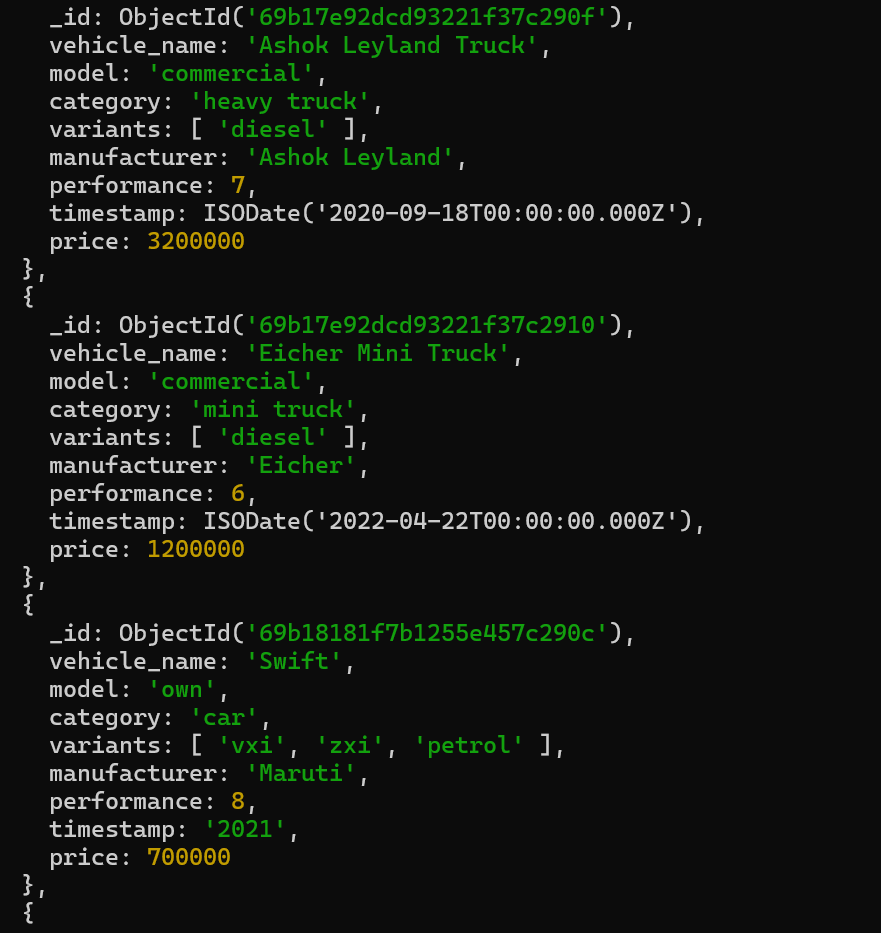 _id: ObjectId('69b17e92dcd93221f37c290f'),
vehicle_name: 'Ashok Leyland Truck',
model: 'commercial',
category: 'heavy truck',
variants: [ 'diesel' ],
manufacturer: 'Ashok Leyland',
performance: 7,
timestamp: ISODate('2020-09-18T00:00:00.000Z'),
price: 3200000
},
{
_id: ObjectId('69b17e92dcd93221f37c2910'),
vehicle_name: 'Eicher Mini Truck',
model: 'commercial',
category: 'mini truck',
variants: [ 'diesel' ],
manufacturer: 'Eicher',
performance: 6,
timestamp: ISODate('2022-04-22T00:00:00.000Z'),
price: 1200000
},
{
_id: ObjectId('69b18181f7b1255e457c290c'),
vehicle_name: 'Swift',
model: 'own',
category: 'car',
variants: [ 'vxi', 'zxi', 'petrol' ],
manufacturer: 'Maruti',
performance: 8,
timestamp: '2021',
price: 700000
},
{